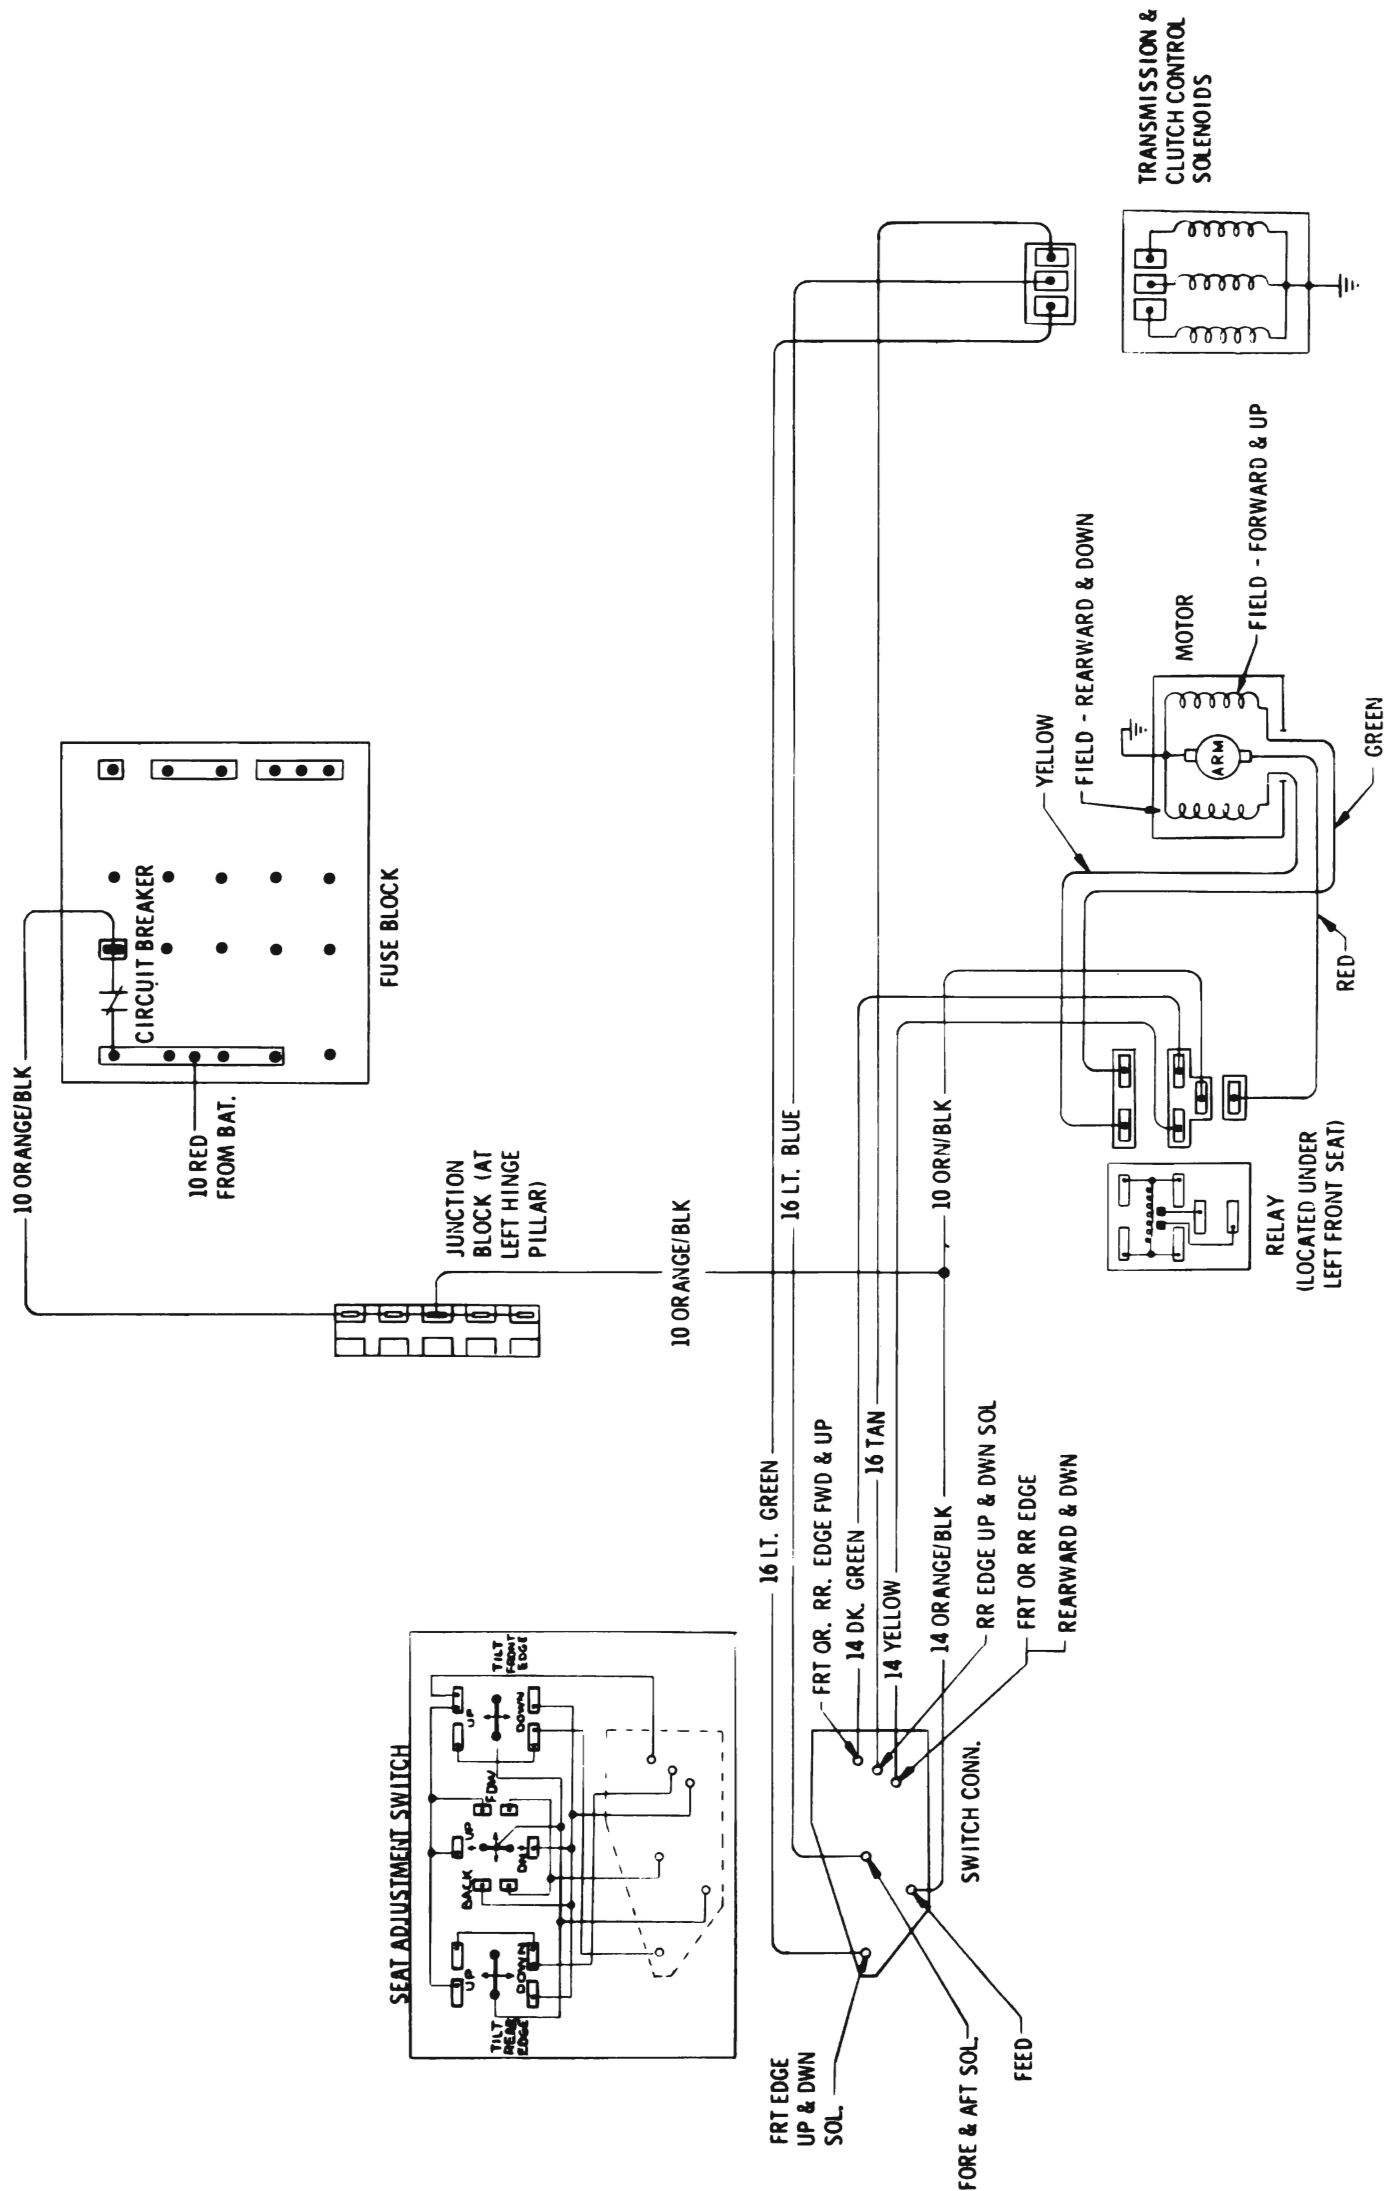 10 ORANGE/BLK
CIRCUIT BREAKER
10 RED
FROM BAT.
FUSE BLOCK
JUNCTION
BLOCK (AT
LEFT HINGE
PILLAR)
10 ORANGE/BLK
SEAT ADJUSTMENT SWITCH
TILT
REAR
EDGE
UP
DOWN
BACK
UP
DN
FDW
UP
DOWN
TILT
FRONT
EDGE
16 LT. GREEN
16 LT. BLUE
FRT OR. RR. EDGE FWD & UP
14 DK. GREEN
16 TAN
14 YELLOW
14 ORANGE/BLK
10 ORN/BLK
RR EDGE UP & DWN SOL
FRT OR RR EDGE
REARWARD & DWN
SWITCH CONN.
FRT EDGE
UP & DWN
SOL.
FORE & AFT SOL.
FEED
RELAY
(LOCATED UNDER
LEFT FRONT SEAT)
YELLOW
FIELD - REARWARD & DOWN
MOTOR
ARM
FIELD - FORWARD & UP
RED
GREEN
TRANSMISSION &
CLUTCH CONTROL
SOLENOIDS